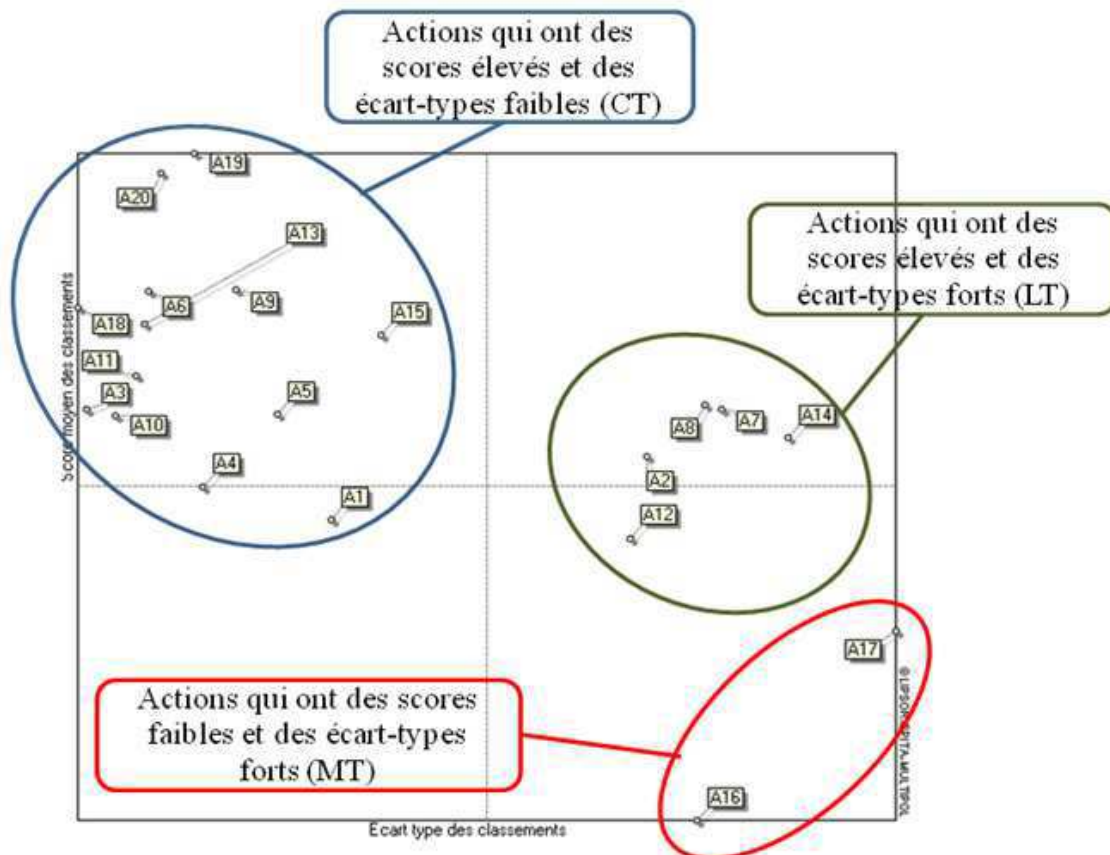 Actions qui ont des
scores élevés et des
écart-types faibles (CT)
A19
A20
A13
Actions qui ont des
scores élevés et des
écart-types forts (LT)
A6
A9
A18
A15
A11
A3
A5
A10
A8
A7
A14
A4
A2
A1
A12
Score moyen des classements
A17
Actions qui ont des scores
faibles et des écart-types
forts (MT)
A16
Ecart type des classements